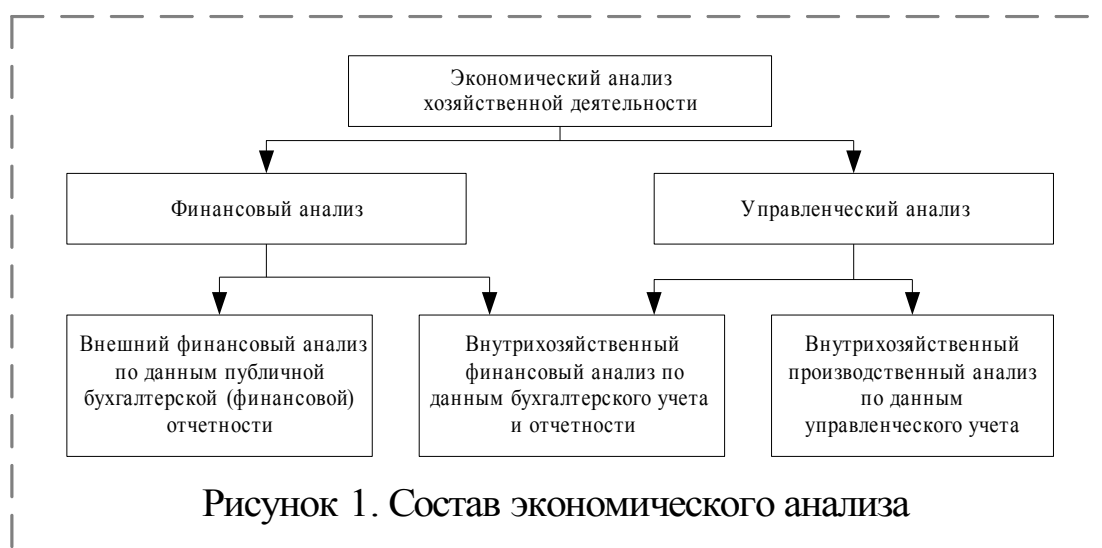 Экономический анализ
хозяйственной деятельности
Финансовый анализ
Управленческий анализ
Внешний финансовый анализ
по данным публичной
бухгалтерской (финансовой)
отчетности
Внутрихозяйственный
финансовый анализ по
данным бухгалтерского учета
и отчетности
Внутрихозяйственный
производственный анализ
по данным
управленческого учета
Рисунок 1. Состав экономического анализа